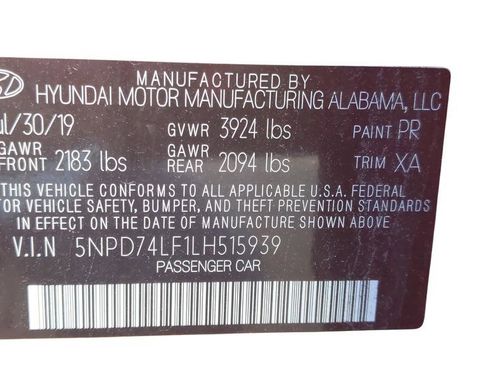 MANUFACTURED BY
HYUNDAI MOTOR MANUFACTURING ALABAMA, LLC
ul/30/19 GVWR 3924 lbs PAINT PR
GAWR FRONT 2183 lbs GAWR REAR 2094 lbs TRIM XA
THIS VEHICLE CONFORMS TO ALL APPLICABLE U.S.A. FEDERAL
OR VEHICLE SAFETY, BUMPER, AND THEFT PREVENTION STANDARDS
IN EFFECT ON THE DATE OF MANUFACTURE SHOWN ABOVE.
V.I.N 5NPD74LF1LH515939
PASSENGER CAR